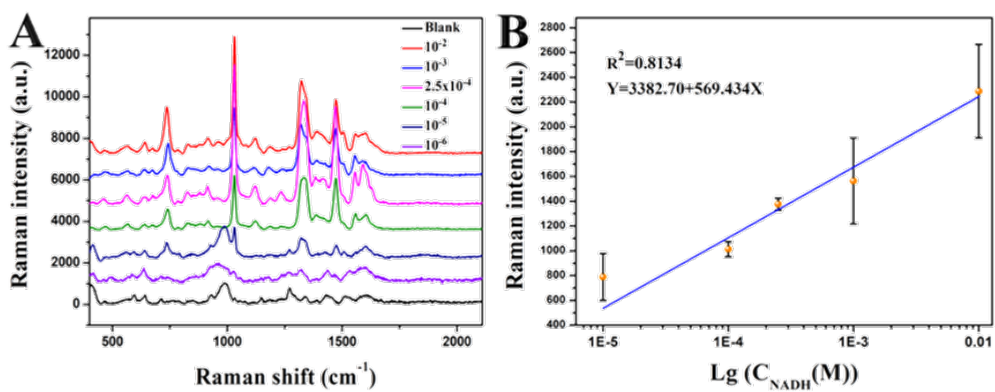 A
Raman intensity (a.u.)
12000
10000
8000
6000
4000
2000
0
500
1000
1500
2000
Raman shift (cm⁻¹)
Blank
10⁻²
10⁻³
2.5x10⁻⁴
10⁻⁴
10⁻⁵
10⁻⁶
B
Raman intensity (a.u.)
2800
2600
2400
2200
2000
1800
1600
1400
1200
1000
800
600
400
R²=0.8134
Y=3382.70+569.434X
1E-5
1E-4
1E-3
0.01
Lg (C_NADH(M))